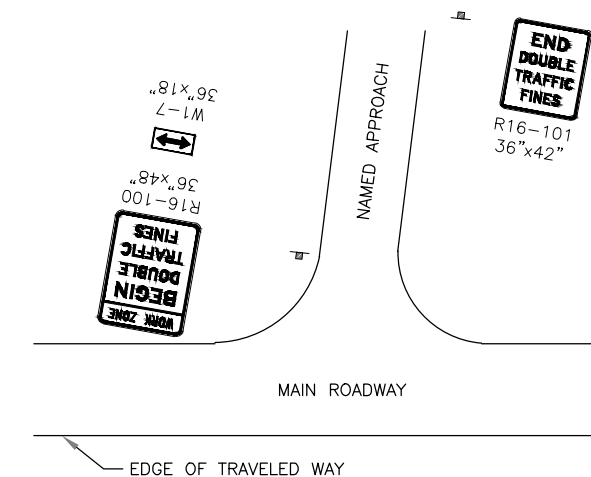 END
DOUBLE
TRAFFIC
FINES
R16-101
36"x42"
W1-7
36"x18"
R16-100
36"x48"
WORK ZONE
BEGIN
DOUBLE
TRAFFIC
FINES
NAMED APPROACH
MAIN ROADWAY
EDGE OF TRAVELED WAY